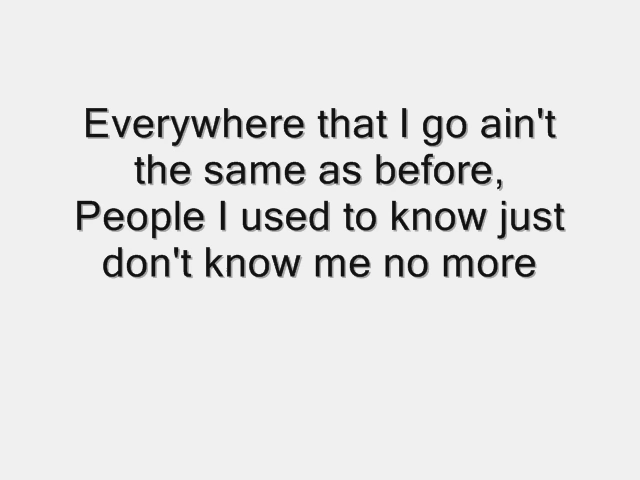 Everywhere that I go ain't
the same as before,
People I used to know just
don't know me no more